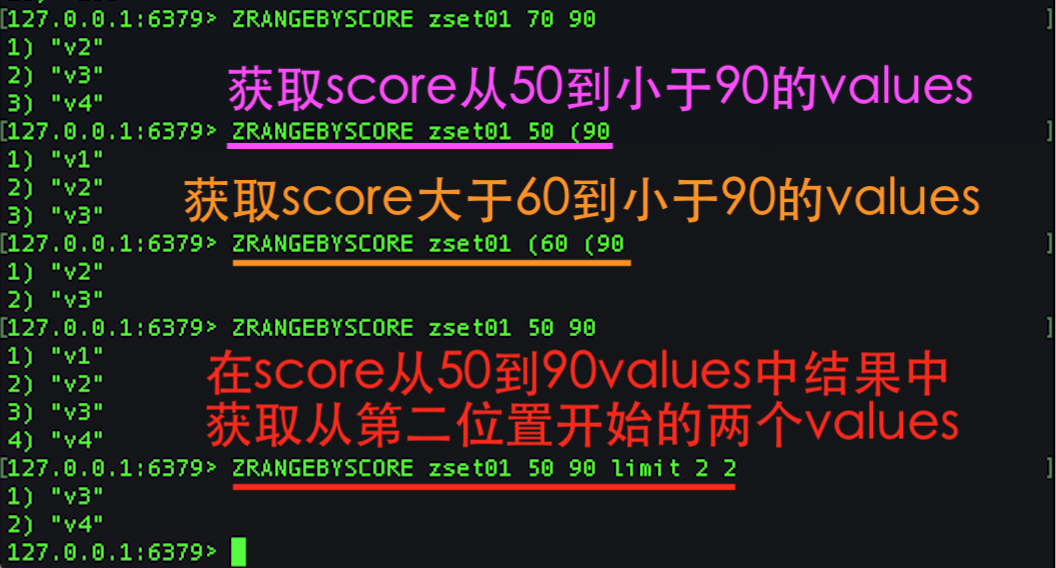 [127.0.0.1:6379> ZRANGEBYSCORE zset01 70 90 ]
1) "v2"
2) "v3"
3) "v4"
获取score从50到小于90的values
[127.0.0.1:6379> ZRANGEBYSCORE zset01 50 (90 ]
1) "v1"
2) "v2"
3) "v3"
获取score大于60到小于90的values
[127.0.0.1:6379> ZRANGEBYSCORE zset01 (60 (90 ]
1) "v2"
2) "v3"
[127.0.0.1:6379> ZRANGEBYSCORE zset01 50 90 ]
1) "v1"
2) "v2"
3) "v3"
4) "v4"
在score从50到90values中结果中
获取从第二位置开始的两个values
[127.0.0.1:6379> ZRANGEBYSCORE zset01 50 90 limit 2 2 ]
1) "v3"
2) "v4"
127.0.0.1:6379>